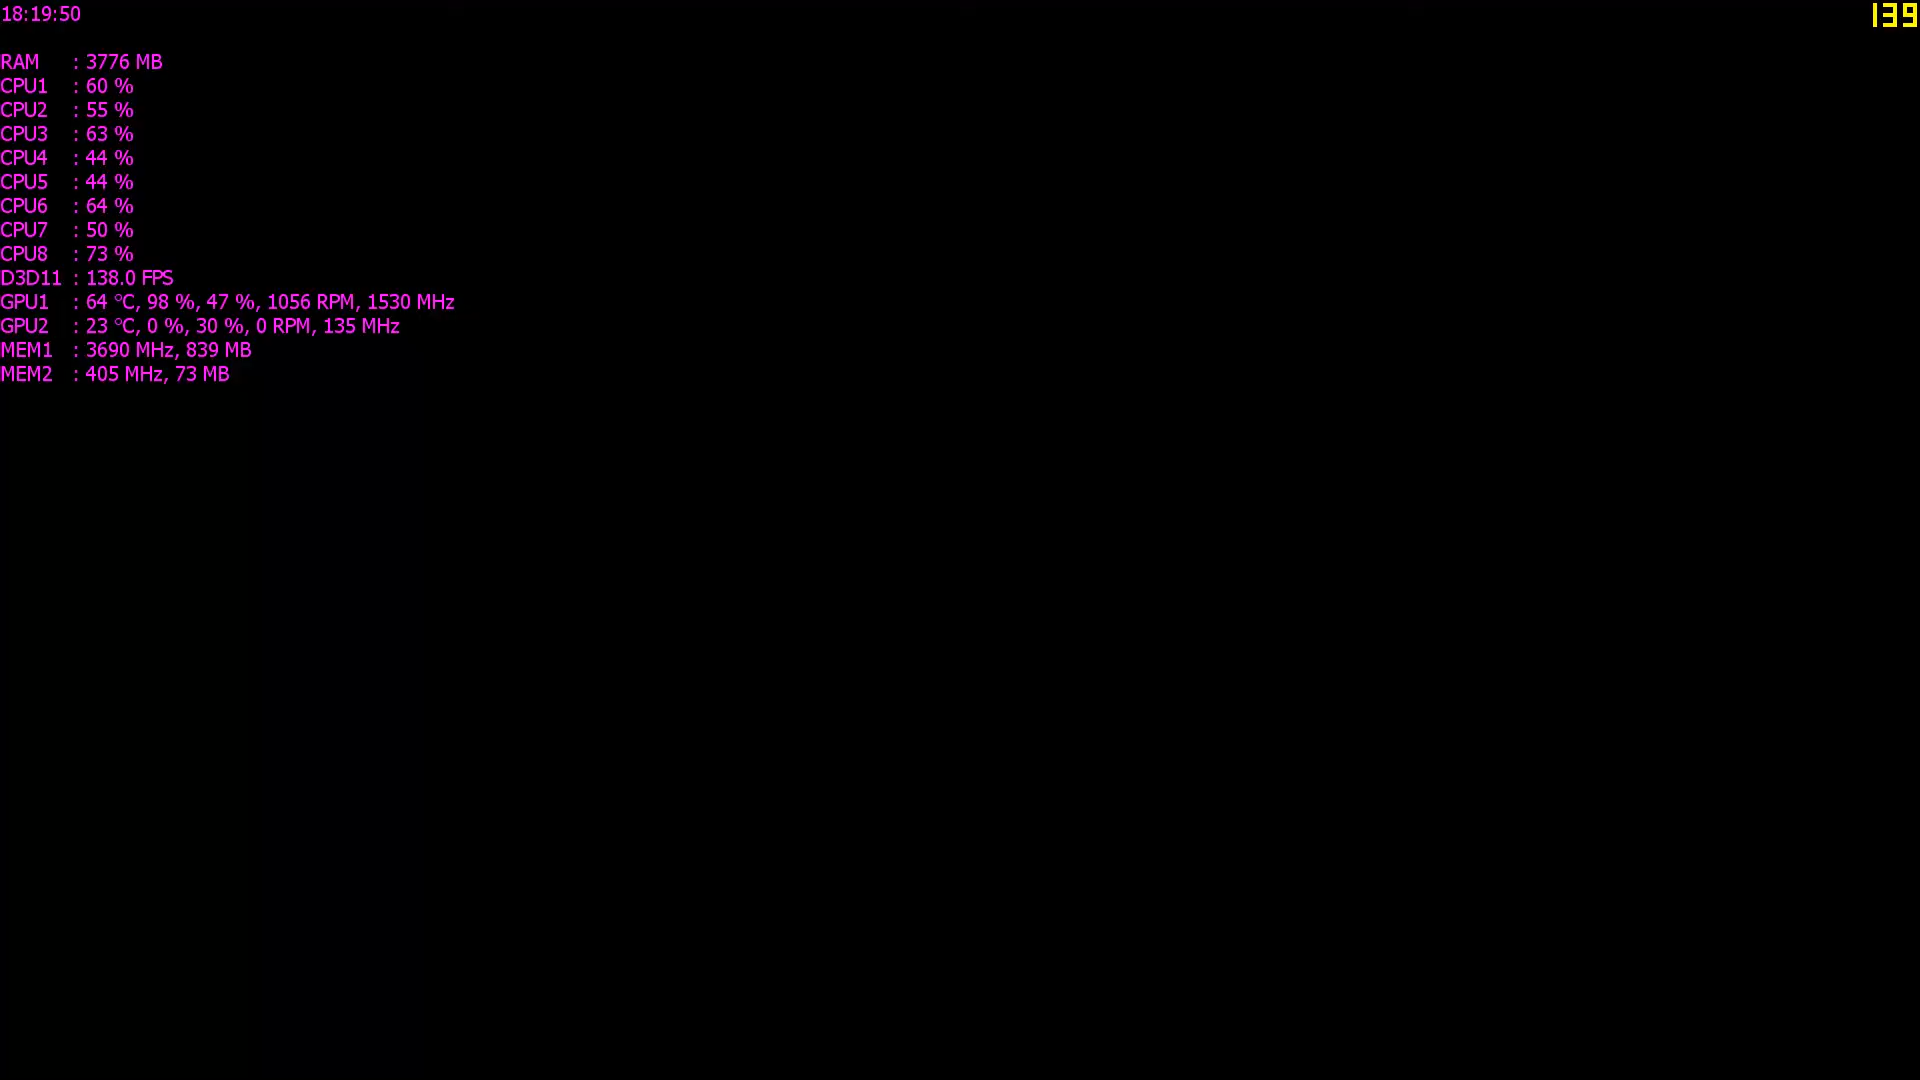 18:19:50
139
RAM : 3776 MB
CPU1 : 60 %
CPU2 : 55 %
CPU3 : 63 %
CPU4 : 44 %
CPU5 : 44 %
CPU6 : 64 %
CPU7 : 50 %
CPU8 : 73 %
D3D11 : 138.0 FPS
GPU1 : 64 °C, 98 %, 47 %, 1056 RPM, 1530 MHz
GPU2 : 23 °C, 0 %, 30 %, 0 RPM, 135 MHz
MEM1 : 3690 MHz, 839 MB
MEM2 : 405 MHz, 73 MB